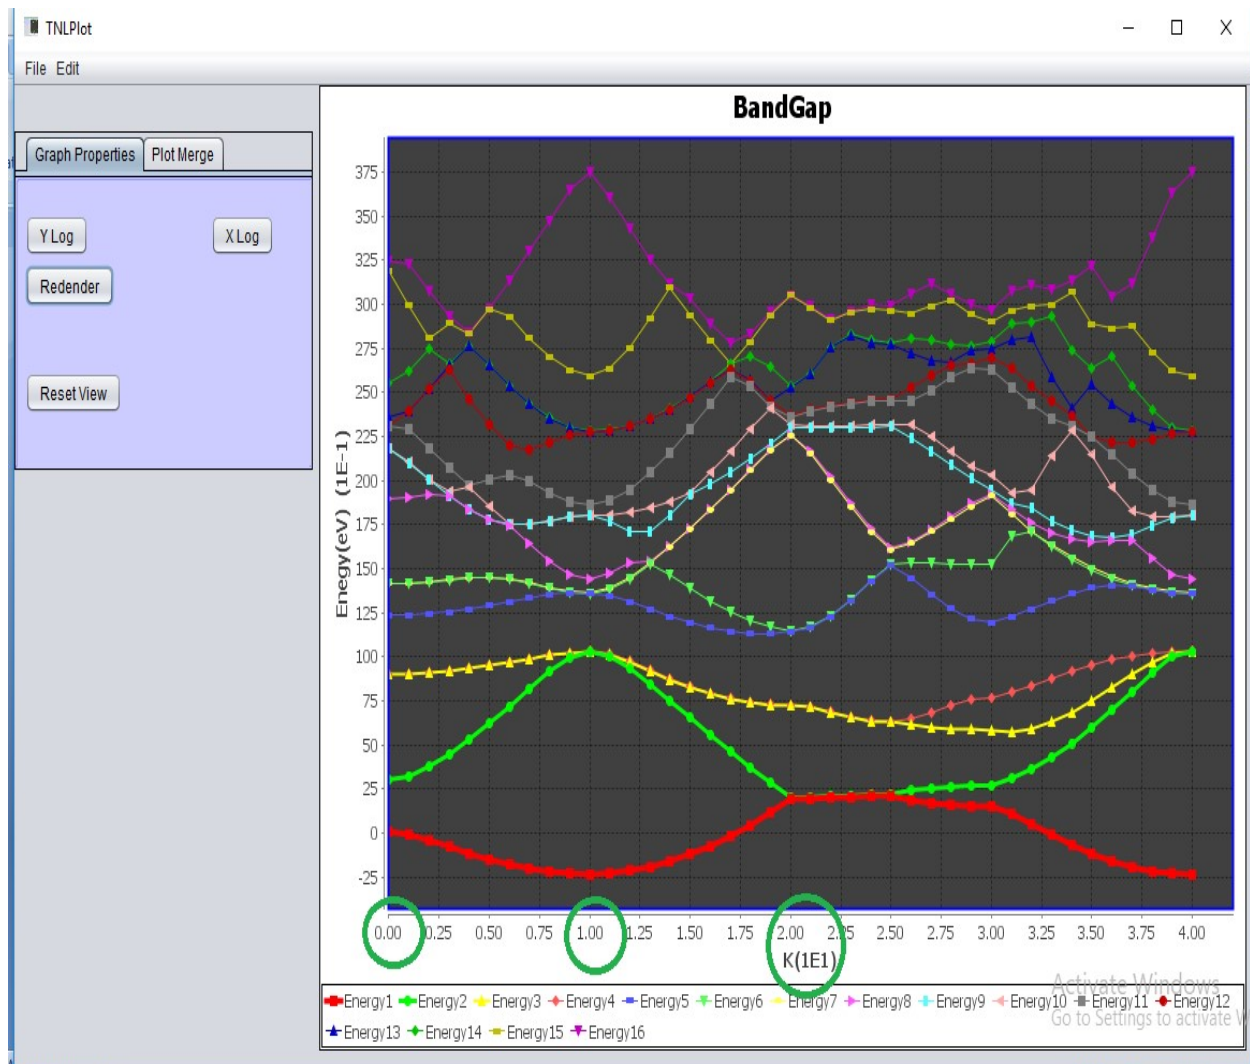 TNLPlot
File Edit
Graph Properties Plot Merge
Y Log X Log
Redender
Reset View
BandGap
375
350
325
300
275
250
225
200
175
150
125
100
75
50
25
0
-25
Enegy(eV) (1E-1)
0.00 0.25 0.50 0.75 1.00 1.25 1.50 1.75 2.00 2.25 2.50 2.75 3.00 3.25 3.50 3.75 4.00
K(1E1)
Energy1 Energy2 Energy3 Energy4 Energy5 Energy6 Energy7 Energy8 Energy9 Energy10 Energy11 Energy12
Energy13 Energy14 Energy15 Energy16
Activate Windows
Go to Settings to activate W